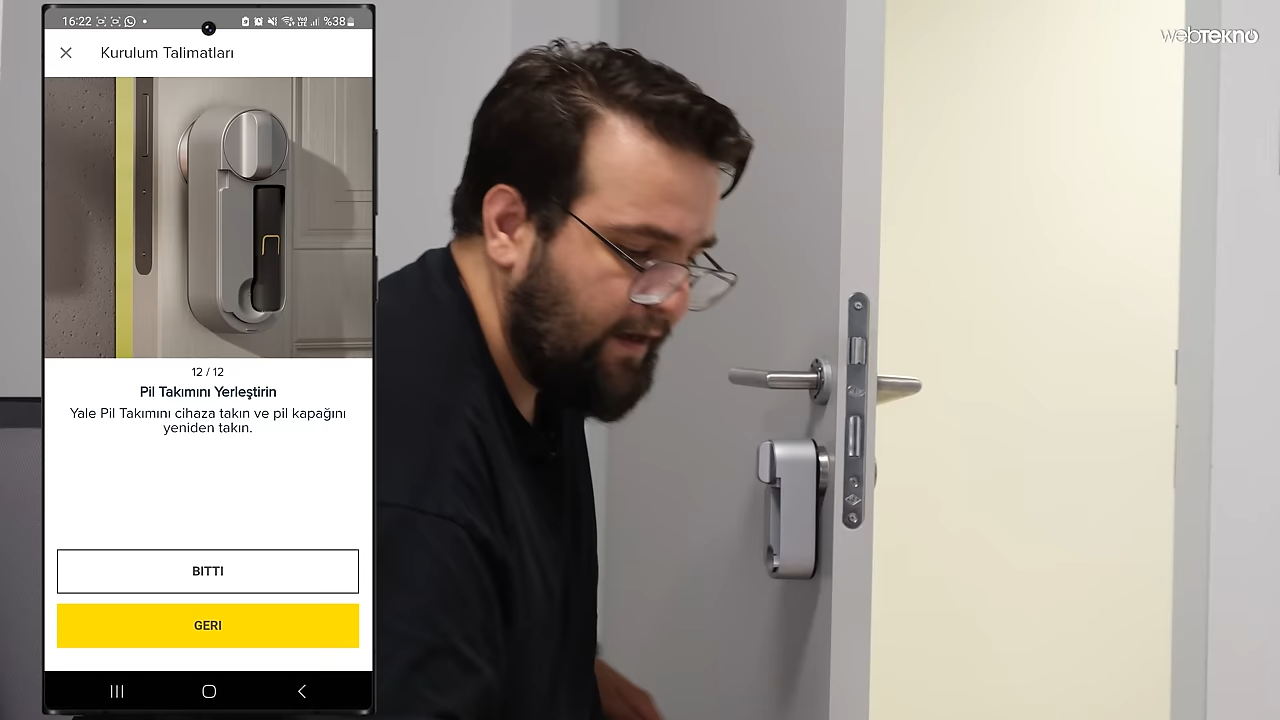 16:22
%38
Kurulum Talimatları
12 / 12
Pil Takımını Yerleştirin
Yale Pil Takımını cihaza takın ve pil kapağını
yeniden takın.
BITTI
GERI
webtekno